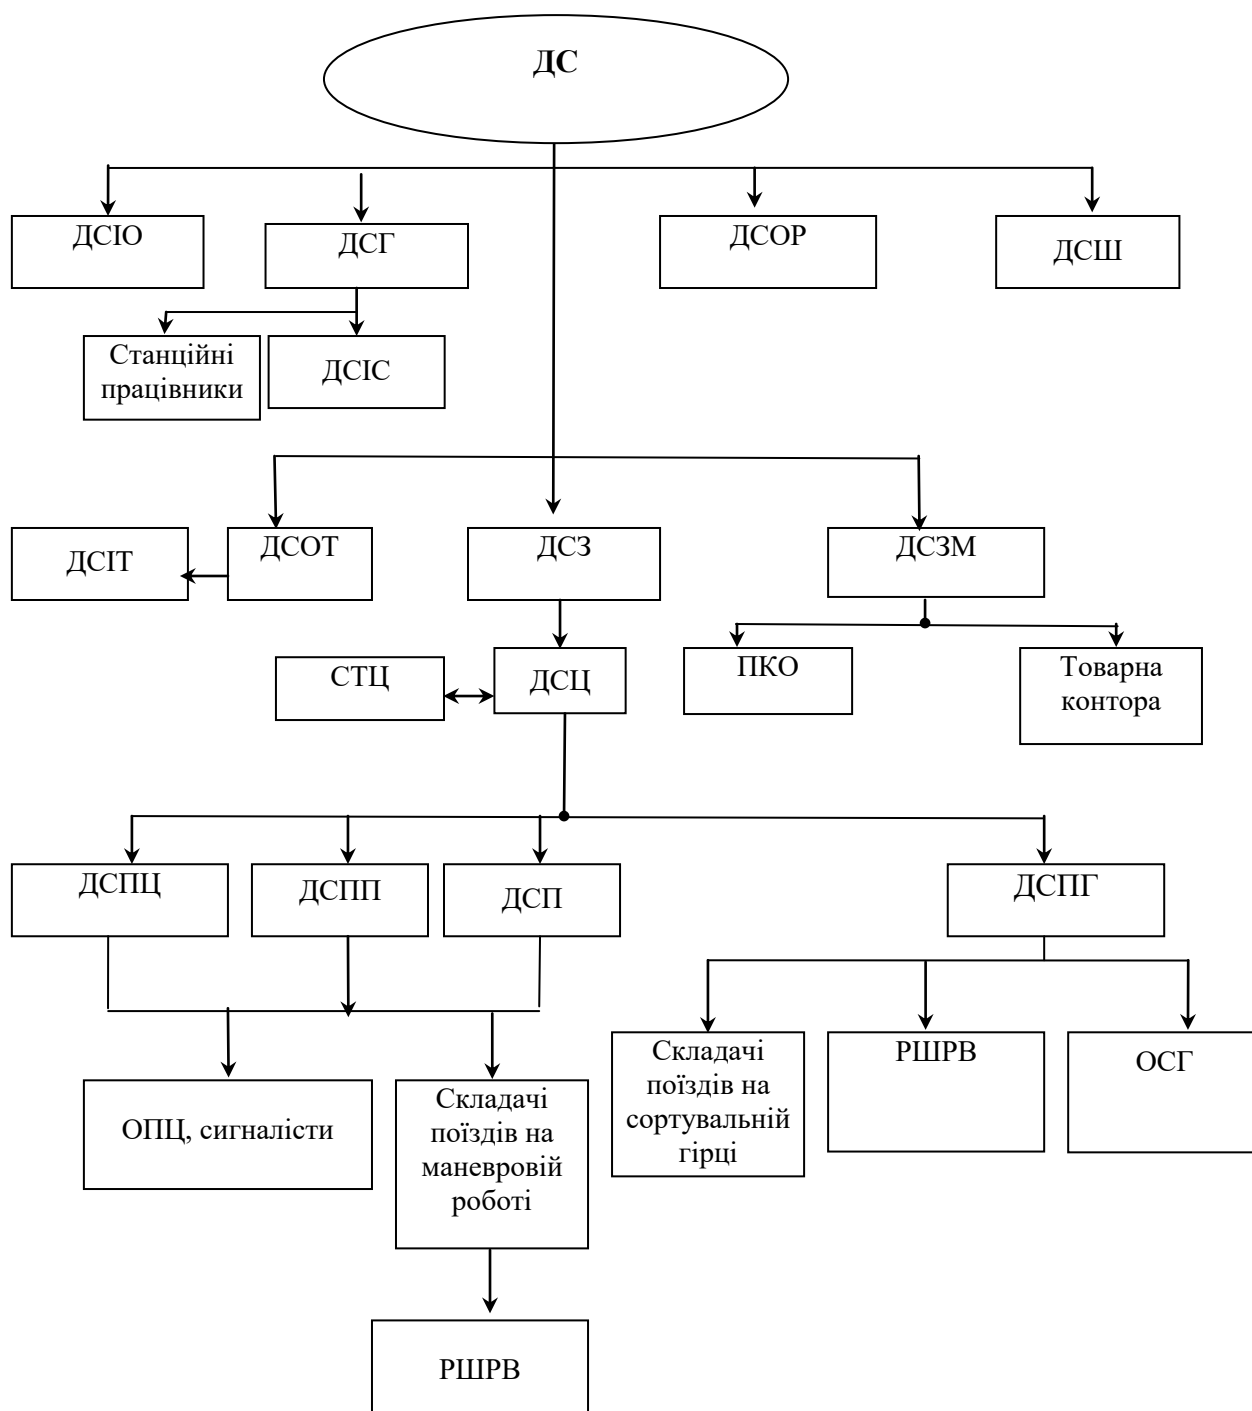 ДС
ДСІО
ДСГ
ДСОР
ДСШ
Станційні
працівники
ДСІС
ДСІТ
ДСОТ
ДСЗ
ДСЗМ
СТЦ
ДСЦ
ПКО
Товарна
контора
ДСПЦ
ДСПП
ДСП
ДСПГ
ОПЦ, сигналісти
Складачі
поїздів на
маневровій
роботі
Складачі
поїздів на
сортувальній
гірці
РШРВ
ОСГ
РШРВ